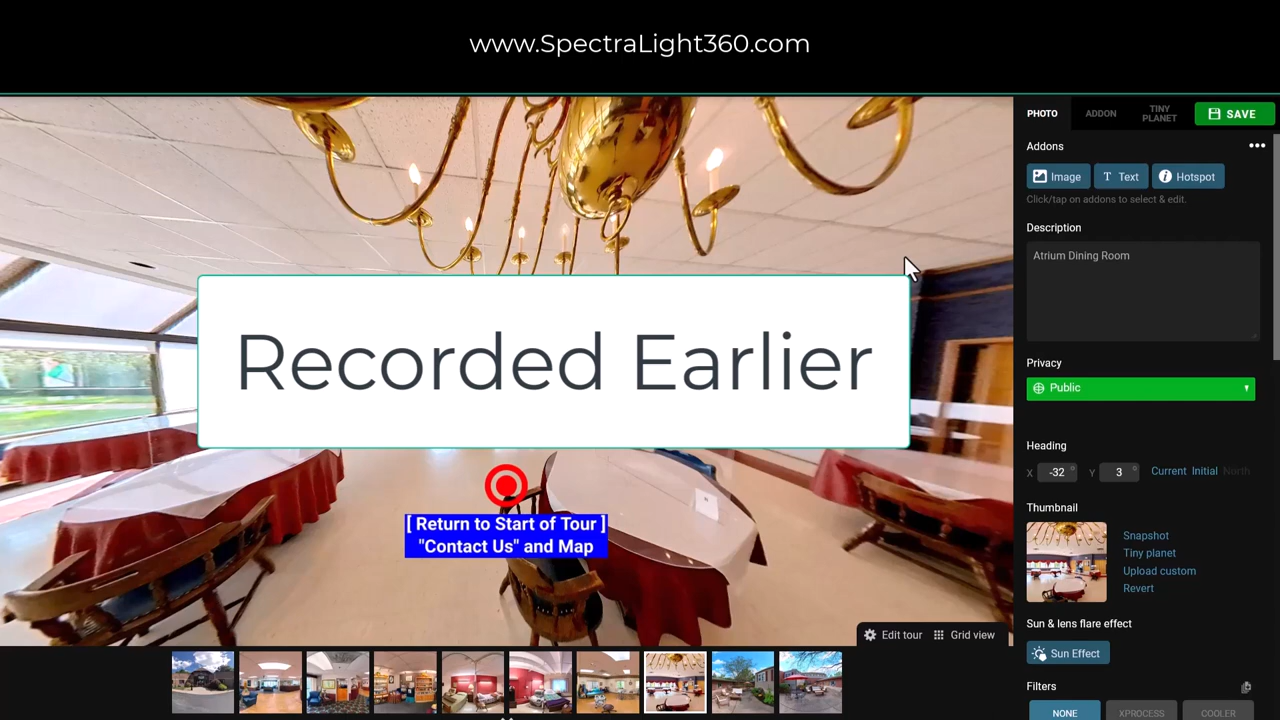 www.SpectraLight360.com
PHOTO
ADDON
TINY
PLANET
SAVE
Addons
Image
Text
Hotspot
Click/tap on addons to select & edit.
Description
Atrium Dining Room
Privacy
Public
Recorded Earlier
Heading
X -32 ° Y 3 ° Current Initial North
Thumbnail
[ Return to Start of Tour ]
"Contact Us" and Map
Snapshot
Tiny planet
Upload custom
Revert
Sun & lens flare effect
Edit tour
Grid view
Sun Effect
Filters
NONE
XPROCESS
COOLER